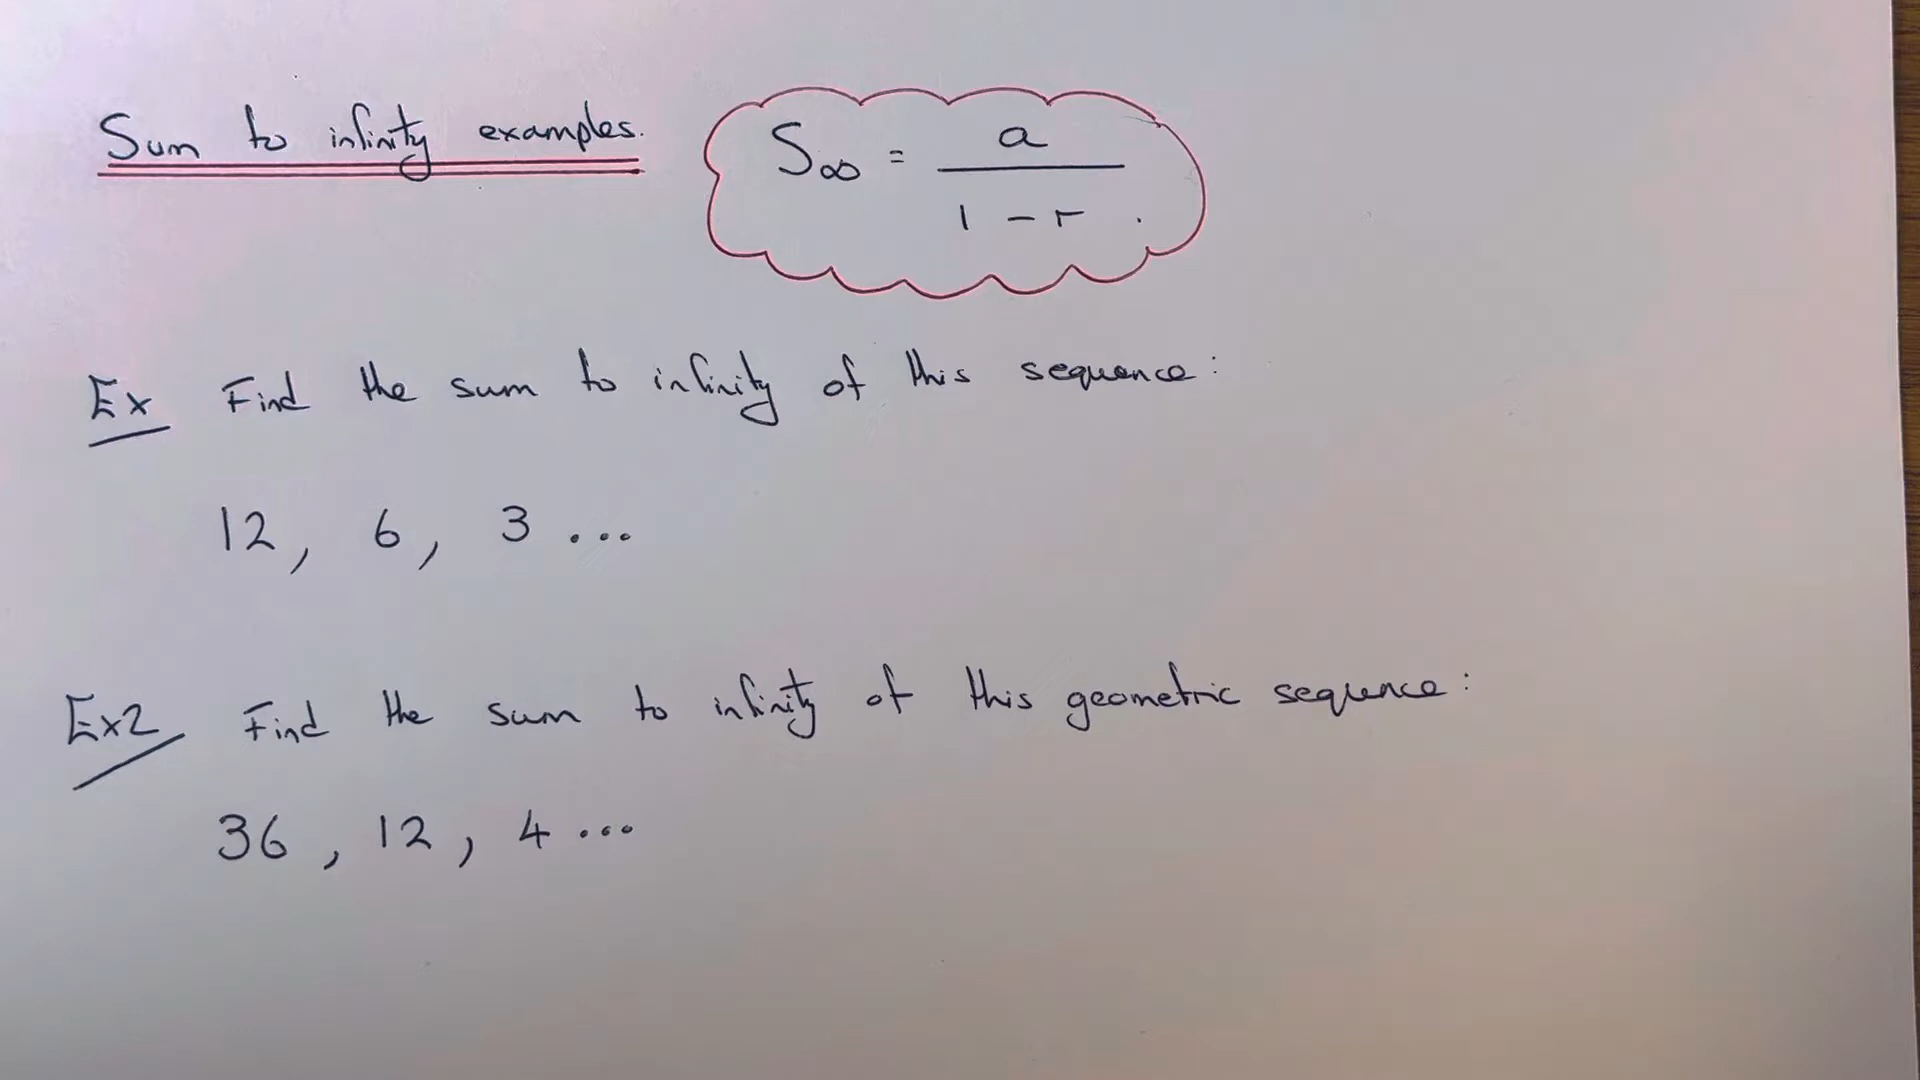 Sum to infinity examples.
S∞ = a / 1 - r .
Ex Find the sum to infinity of this sequence:
12, 6, 3 ...
Ex2 Find the sum to infinity of this geometric sequence:
36, 12, 4 ...